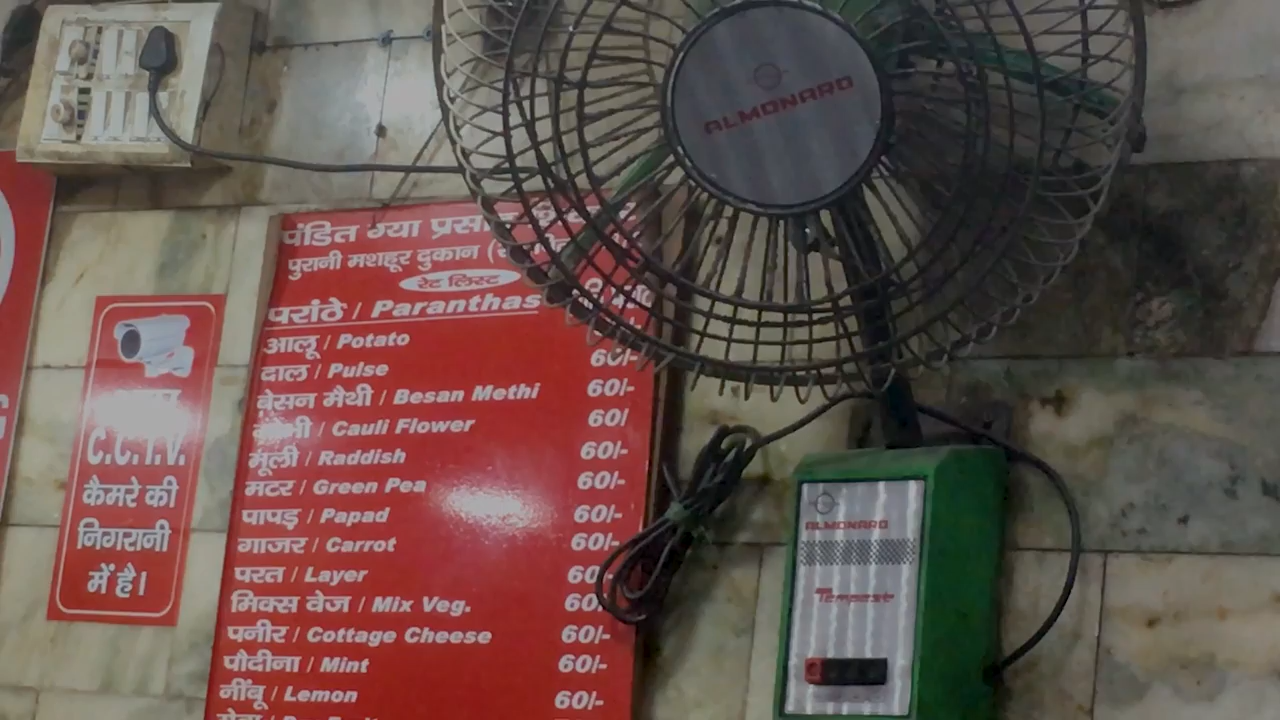 ALMONARD
पंडित गया
पुरानी मशहूर दुकान
रेट लिस्ट
परांठे / Paranthas
आलू / Potato 60/-
दाल / Pulse 60/-
बेसन मैथी / Besan Methi 60/
गोभी / Cauli Flower 60/-
मूली / Raddish 60/-
मटर / Green Pea 60/-
पापड़ / Papad 60/-
गाजर / Carrot
परत / Layer
मिक्स वेज / Mix Veg.
पनीर / Cottage Cheese 60/-
पौदीना / Mint 60/-
नींबू / Lemon 60/-
C.C.T.V.
कैमरे की
निगरानी
में है।
ALMONARD
Tempest